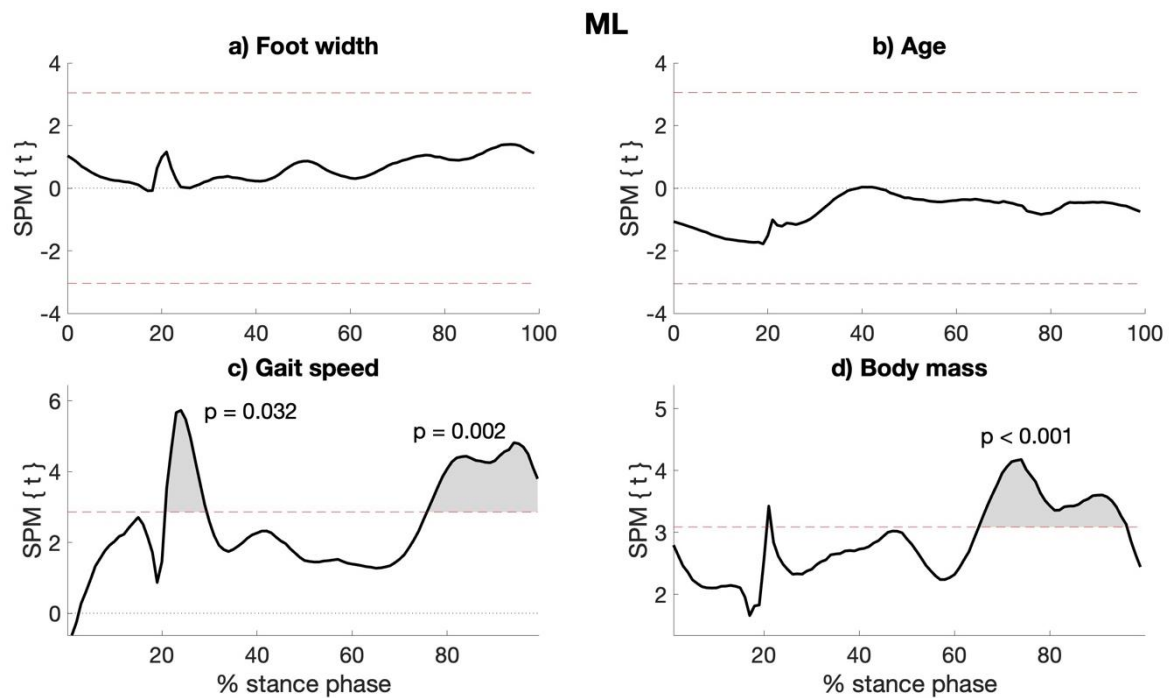 ML
a) Foot width
b) Age
SPM { t }
4
2
0
-2
-4
0 20 40 60 80 100
SPM { t }
4
2
0
-2
-4
0 20 40 60 80 100
c) Gait speed
d) Body mass
SPM { t }
6
4
2
0
p = 0.032
p = 0.002
20 40 60 80
% stance phase
SPM { t }
5
4
3
2
p < 0.001
20 40 60 80
% stance phase